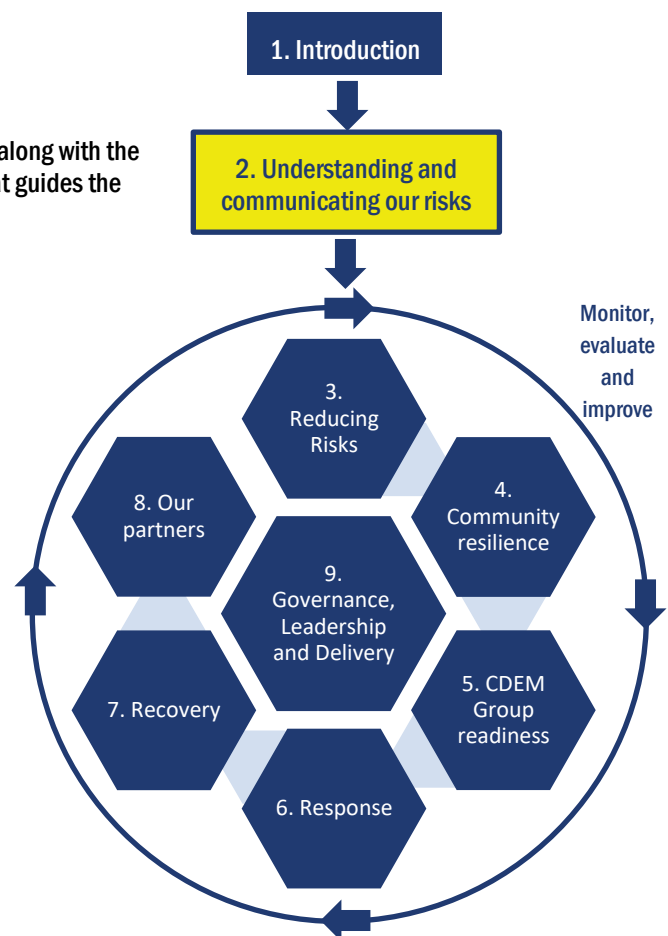 1. Introduction
along with the
t guides the
2. Understanding and
communicating our risks
Monitor,
evaluate
and
improve
3.
Reducing
Risks
4.
Community
resilience
5. CDEM
Group
readiness
6. Response
7. Recovery
8. Our
partners
9.
Governance,
Leadership
and Delivery